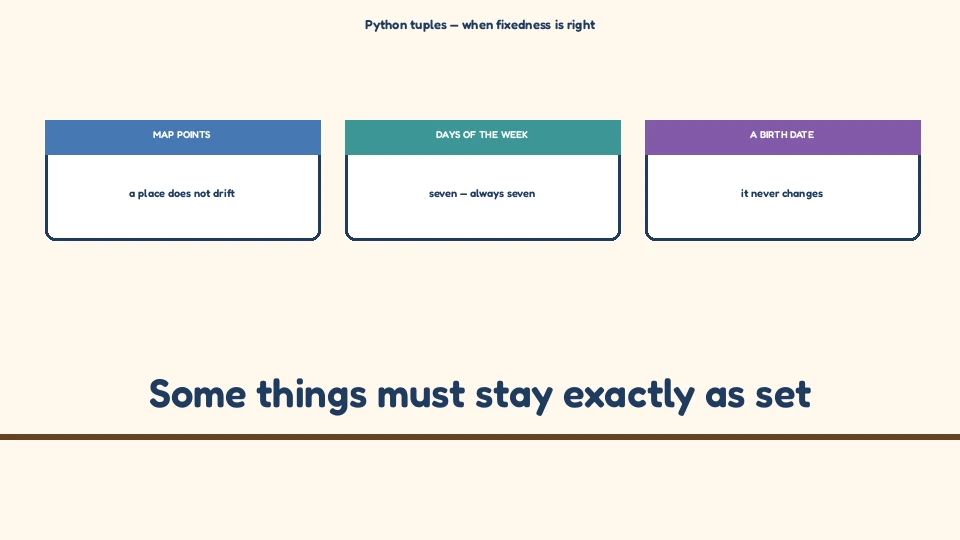 Python tuples — when fixedness is right
MAP POINTS
a place does not drift
DAYS OF THE WEEK
seven — always seven
A BIRTH DATE
it never changes
Some things must stay exactly as set